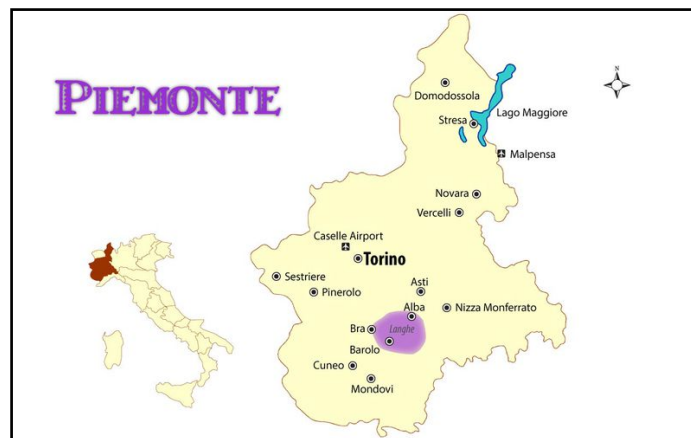 PIEMONTE
N
Domodossola
Lago Maggiore
Stresa
Malpensa
Novara
Vercelli
Caselle Airport
Torino
Sestriere
Pinerolo
Asti
Alba
Nizza Monferrato
Bra
Langhe
Barolo
Cuneo
Mondovi